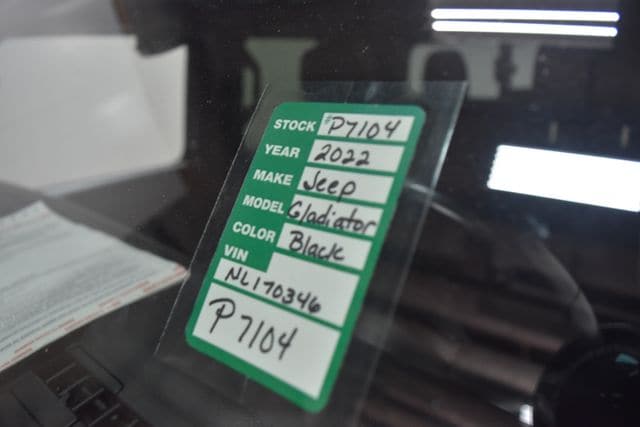 STOCK #P7104
YEAR 2022
MAKE Jeep
MODEL Gladiator
COLOR Black
VIN
NL170346
P7104